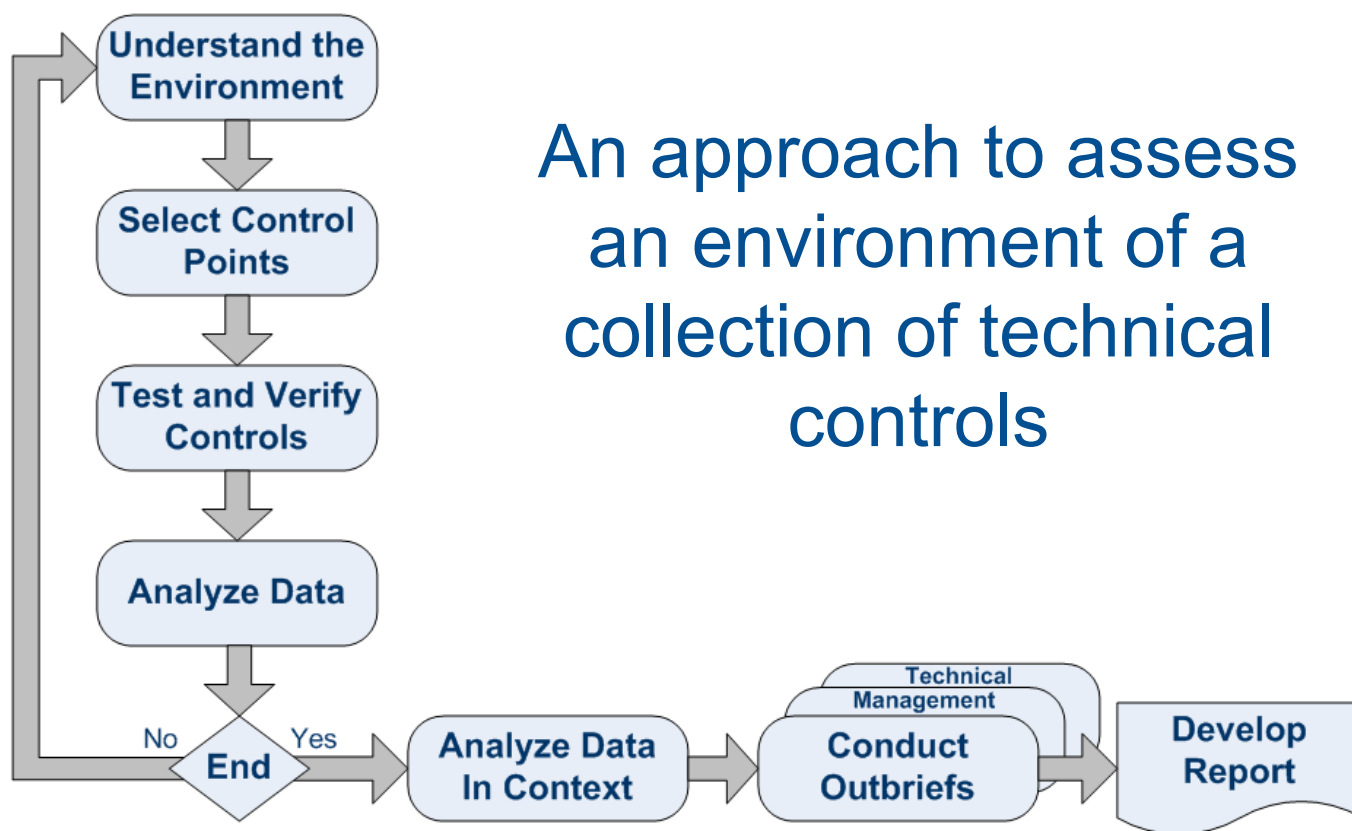 Understand the
Environment
Select Control
Points
Test and Verify
Controls
Analyze Data
No
End
Yes
Analyze Data
In Context
Technical
Management
Conduct
Outbriefs
Develop
Report
An approach to assess
an environment of a
collection of technical
controls